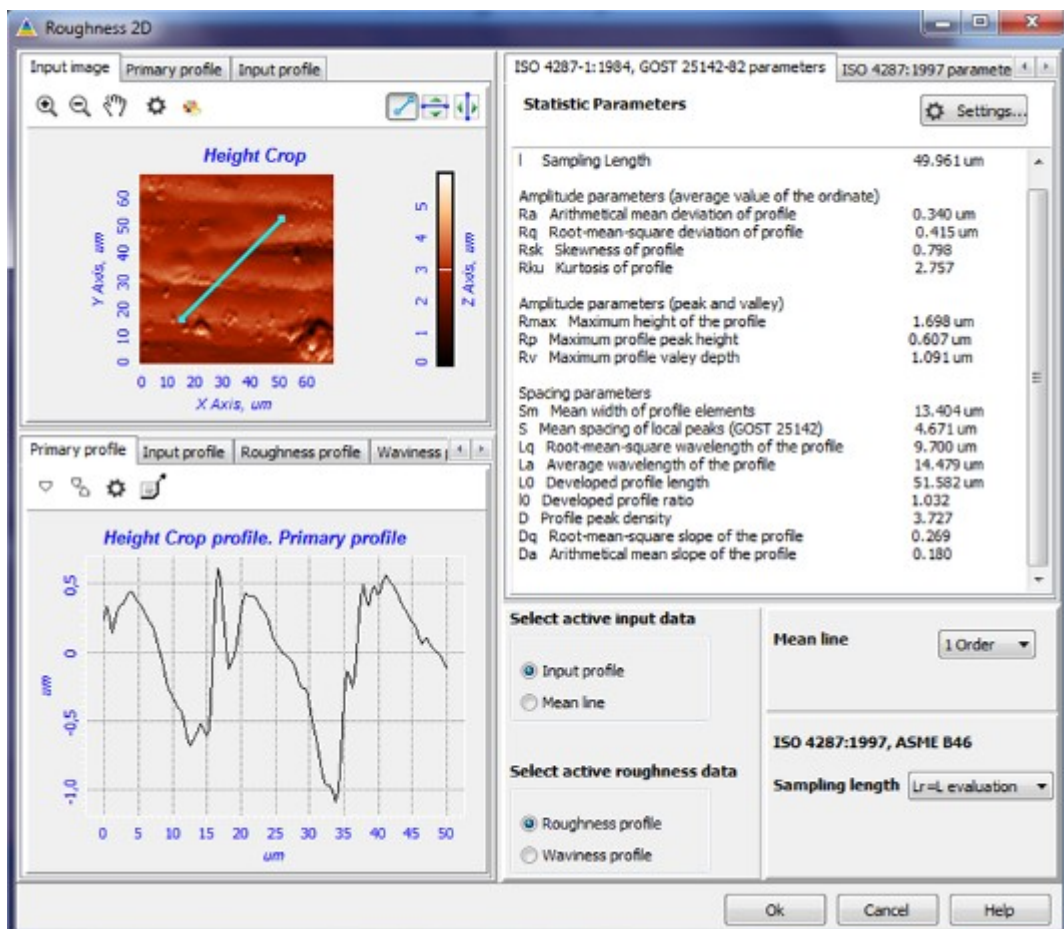 Roughness 2D
Input image Primary profile Input profile
Height Crop
60
50
40
30
20
10
0
Y Axis, um
0 10 20 30 40 50 60
X Axis, um
5
4
3
2
1
0
Z Axis, um
Primary profile Input profile Roughness profile Waviness
Height Crop profile. Primary profile
0,5
0
-0,5
-1,0
um
0 5 10 15 20 25 30 35 40 45 50
um
ISO 4287-1:1984, GOST 25142-82 parameters ISO 4287:1997 paramete
Statistic Parameters Settings...
l Sampling Length 49.961 um
Amplitude parameters (average value of the ordinate)
Ra Arithmetical mean deviation of profile 0.340 um
Rq Root-mean-square deviation of profile 0.415 um
Rsk Skewness of profile 0.798
Rku Kurtosis of profile 2.757
Amplitude parameters (peak and valley)
Rmax Maximum height of the profile 1.698 um
Rp Maximum profile peak height 0.607 um
Rv Maximum profile valey depth 1.091 um
Spacing parameters
Sm Mean width of profile elements 13.404 um
S Mean spacing of local peaks (GOST 25142) 4.671 um
Lq Root-mean-square wavelength of the profile 9.700 um
La Average wavelength of the profile 14.479 um
L0 Developed profile length 51.582 um
l0 Developed profile ratio 1.032
D Profile peak density 3.727
Dq Root-mean-square slope of the profile 0.269
Da Arithmetical mean slope of the profile 0.180
Select active input data
Input profile
Mean line
Select active roughness data
Roughness profile
Waviness profile
Mean line 1 Order
ISO 4287:1997, ASME B46
Sampling length Lr=L evaluation
Ok Cancel Help